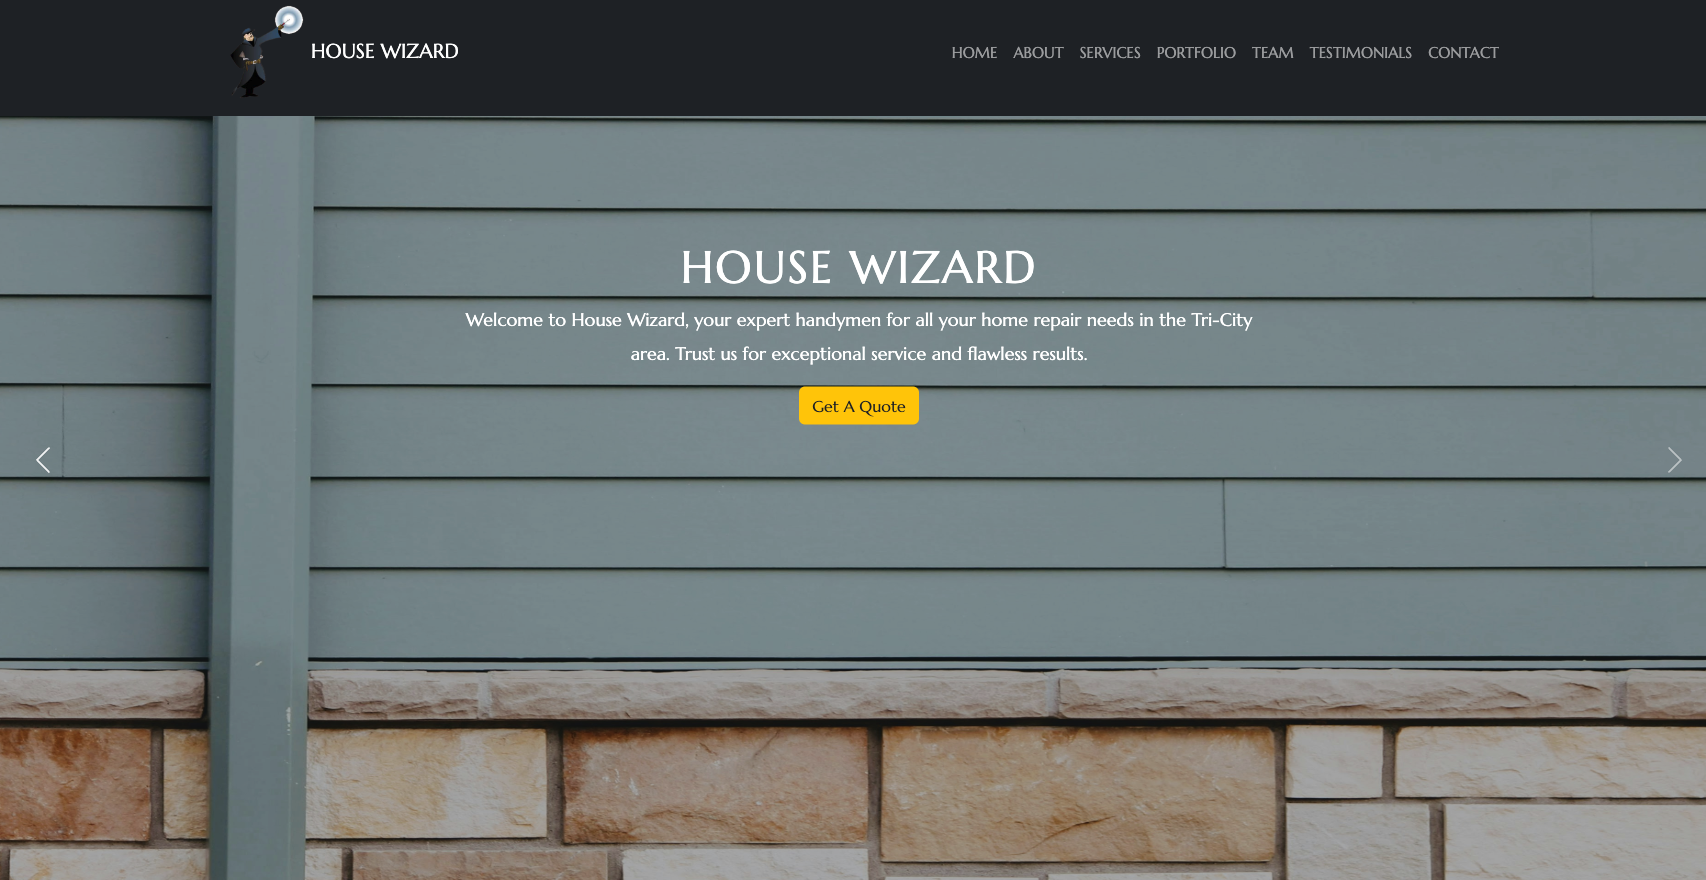 HOUSE WIZARD
HOME ABOUT SERVICES PORTFOLIO TEAM TESTIMONIALS CONTACT
HOUSE WIZARD
Welcome to House Wizard, your expert handymen for all your home repair needs in the Tri-City
area. Trust us for exceptional service and flawless results.
Get A Quote